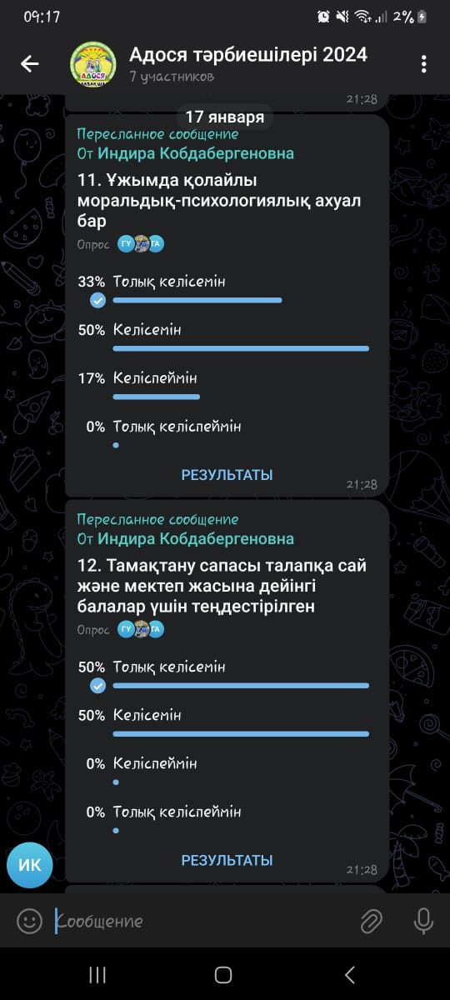 09:17
2%
Адося тәрбиешілері 2024
7 участников
21:28
17 января
Пересланное сообщение
От Индира Кобдабергеновна
11. Ұжымда қолайлы
моральдық-психологиялық ахуал
бар
Опрос ГҮ ГА
33% Толық келісемін
50% Келісемін
17% Келіспеймін
0% Толық келіспеймін
РЕЗУЛЬТАТЫ
21:28
Пересланное сообщение
От Индира Кобдабергеновна
12. Тамақтану сапасы талапқа сай
және мектеп жасына дейінгі
балалар үшін теңдестірілген
Опрос ГҮ ГА
50% Толық келісемін
50% Келісемін
0% Келіспеймін
0% Толық келіспеймін
РЕЗУЛЬТАТЫ
21:28
ИК
Сообщение